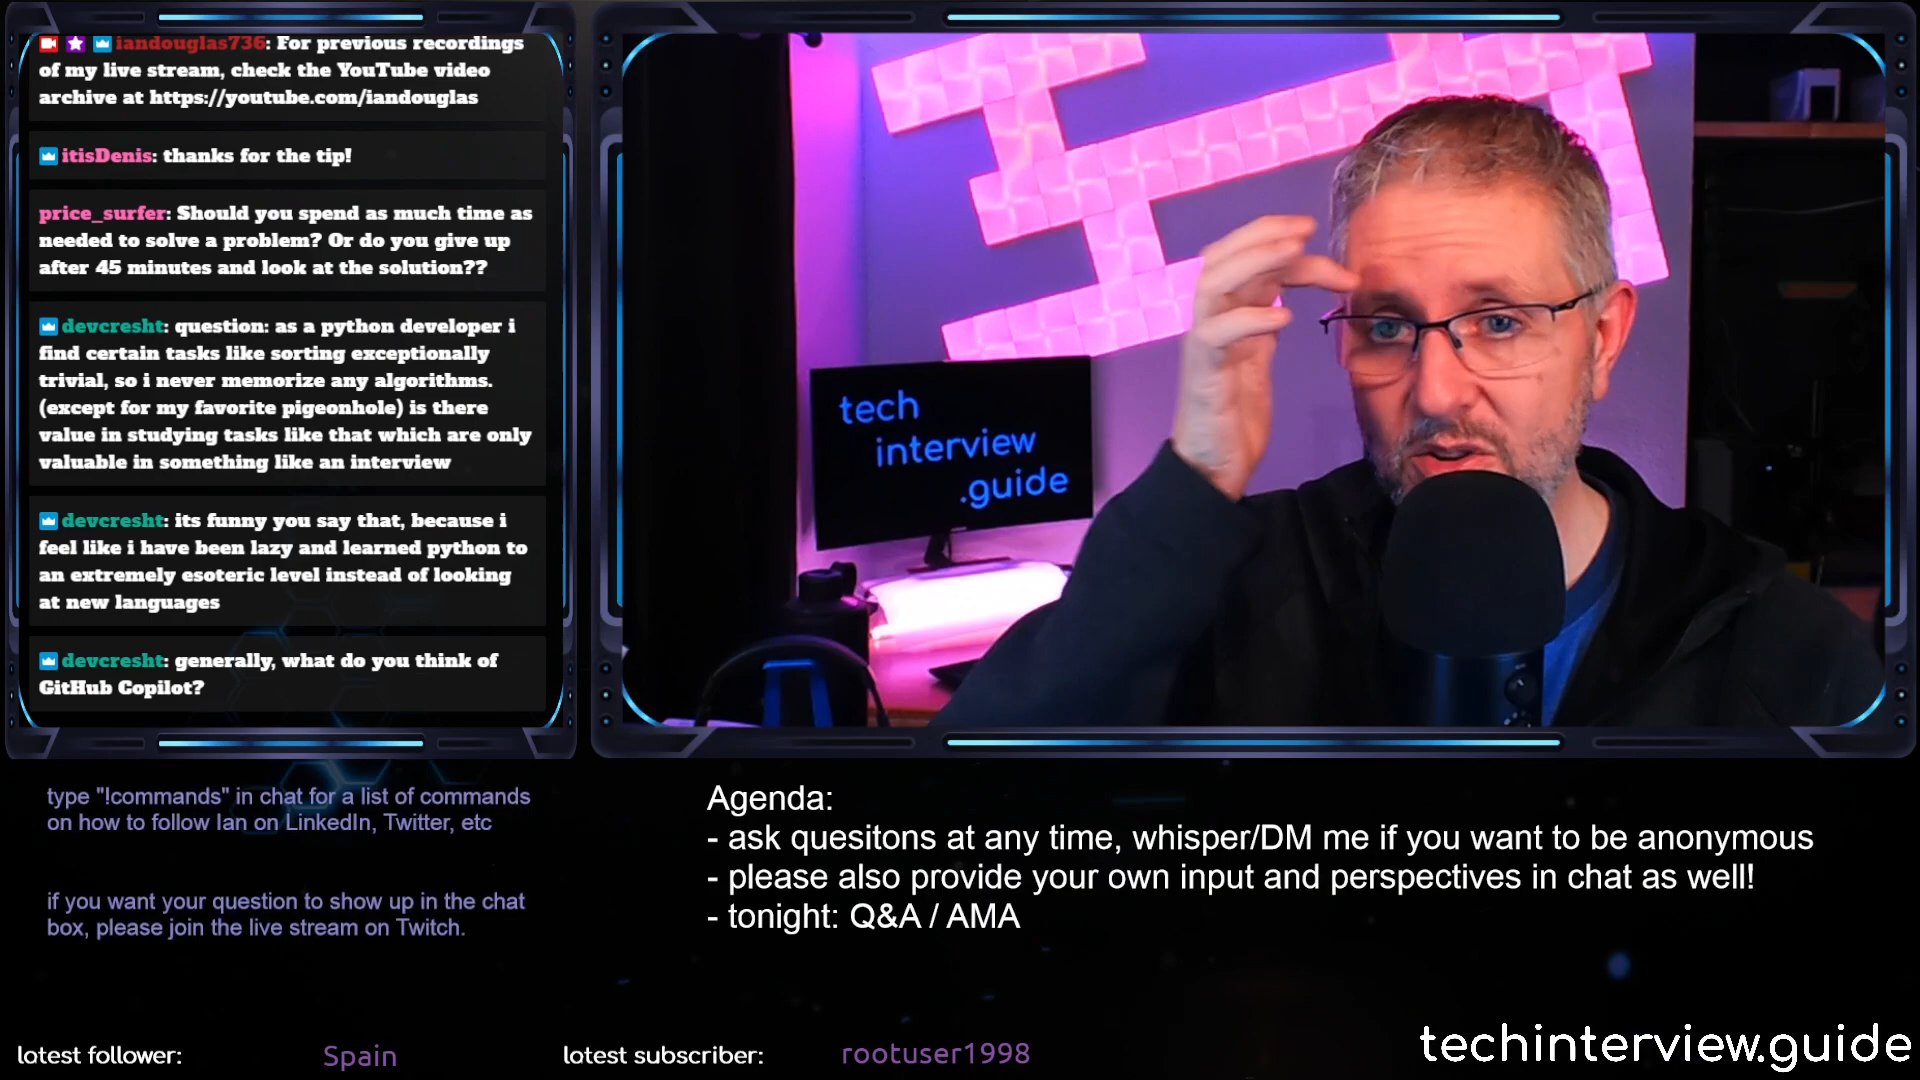 iandouglas736: For previous recordings
of my live stream, check the YouTube video
archive at https://youtube.com/iandouglas
itisDenis: thanks for the tip!
price_surfer: Should you spend as much time as
needed to solve a problem? Or do you give up
after 45 minutes and look at the solution??
devcresht: question: as a python developer i
find certain tasks like sorting exceptionally
trivial, so i never memorize any algorithms.
(except for my favorite pigeonhole) is there
value in studying tasks like that which are only
valuable in something like an interview
devcresht: its funny you say that, because i
feel like i have been lazy and learned python to
an extremely esoteric level instead of looking
at new languages
devcresht: generally, what do you think of
GitHub Copilot?
tech
interview
.guide
type "!commands" in chat for a list of commands
on how to follow Ian on LinkedIn, Twitter, etc
if you want your question to show up in the chat
box, please join the live stream on Twitch.
Agenda:
- ask quesitons at any time, whisper/DM me if you want to be anonymous
- please also provide your own input and perspectives in chat as well!
- tonight: Q&A / AMA
latest follower: Spain
latest subscriber: rootuser1998
techinterview.guide